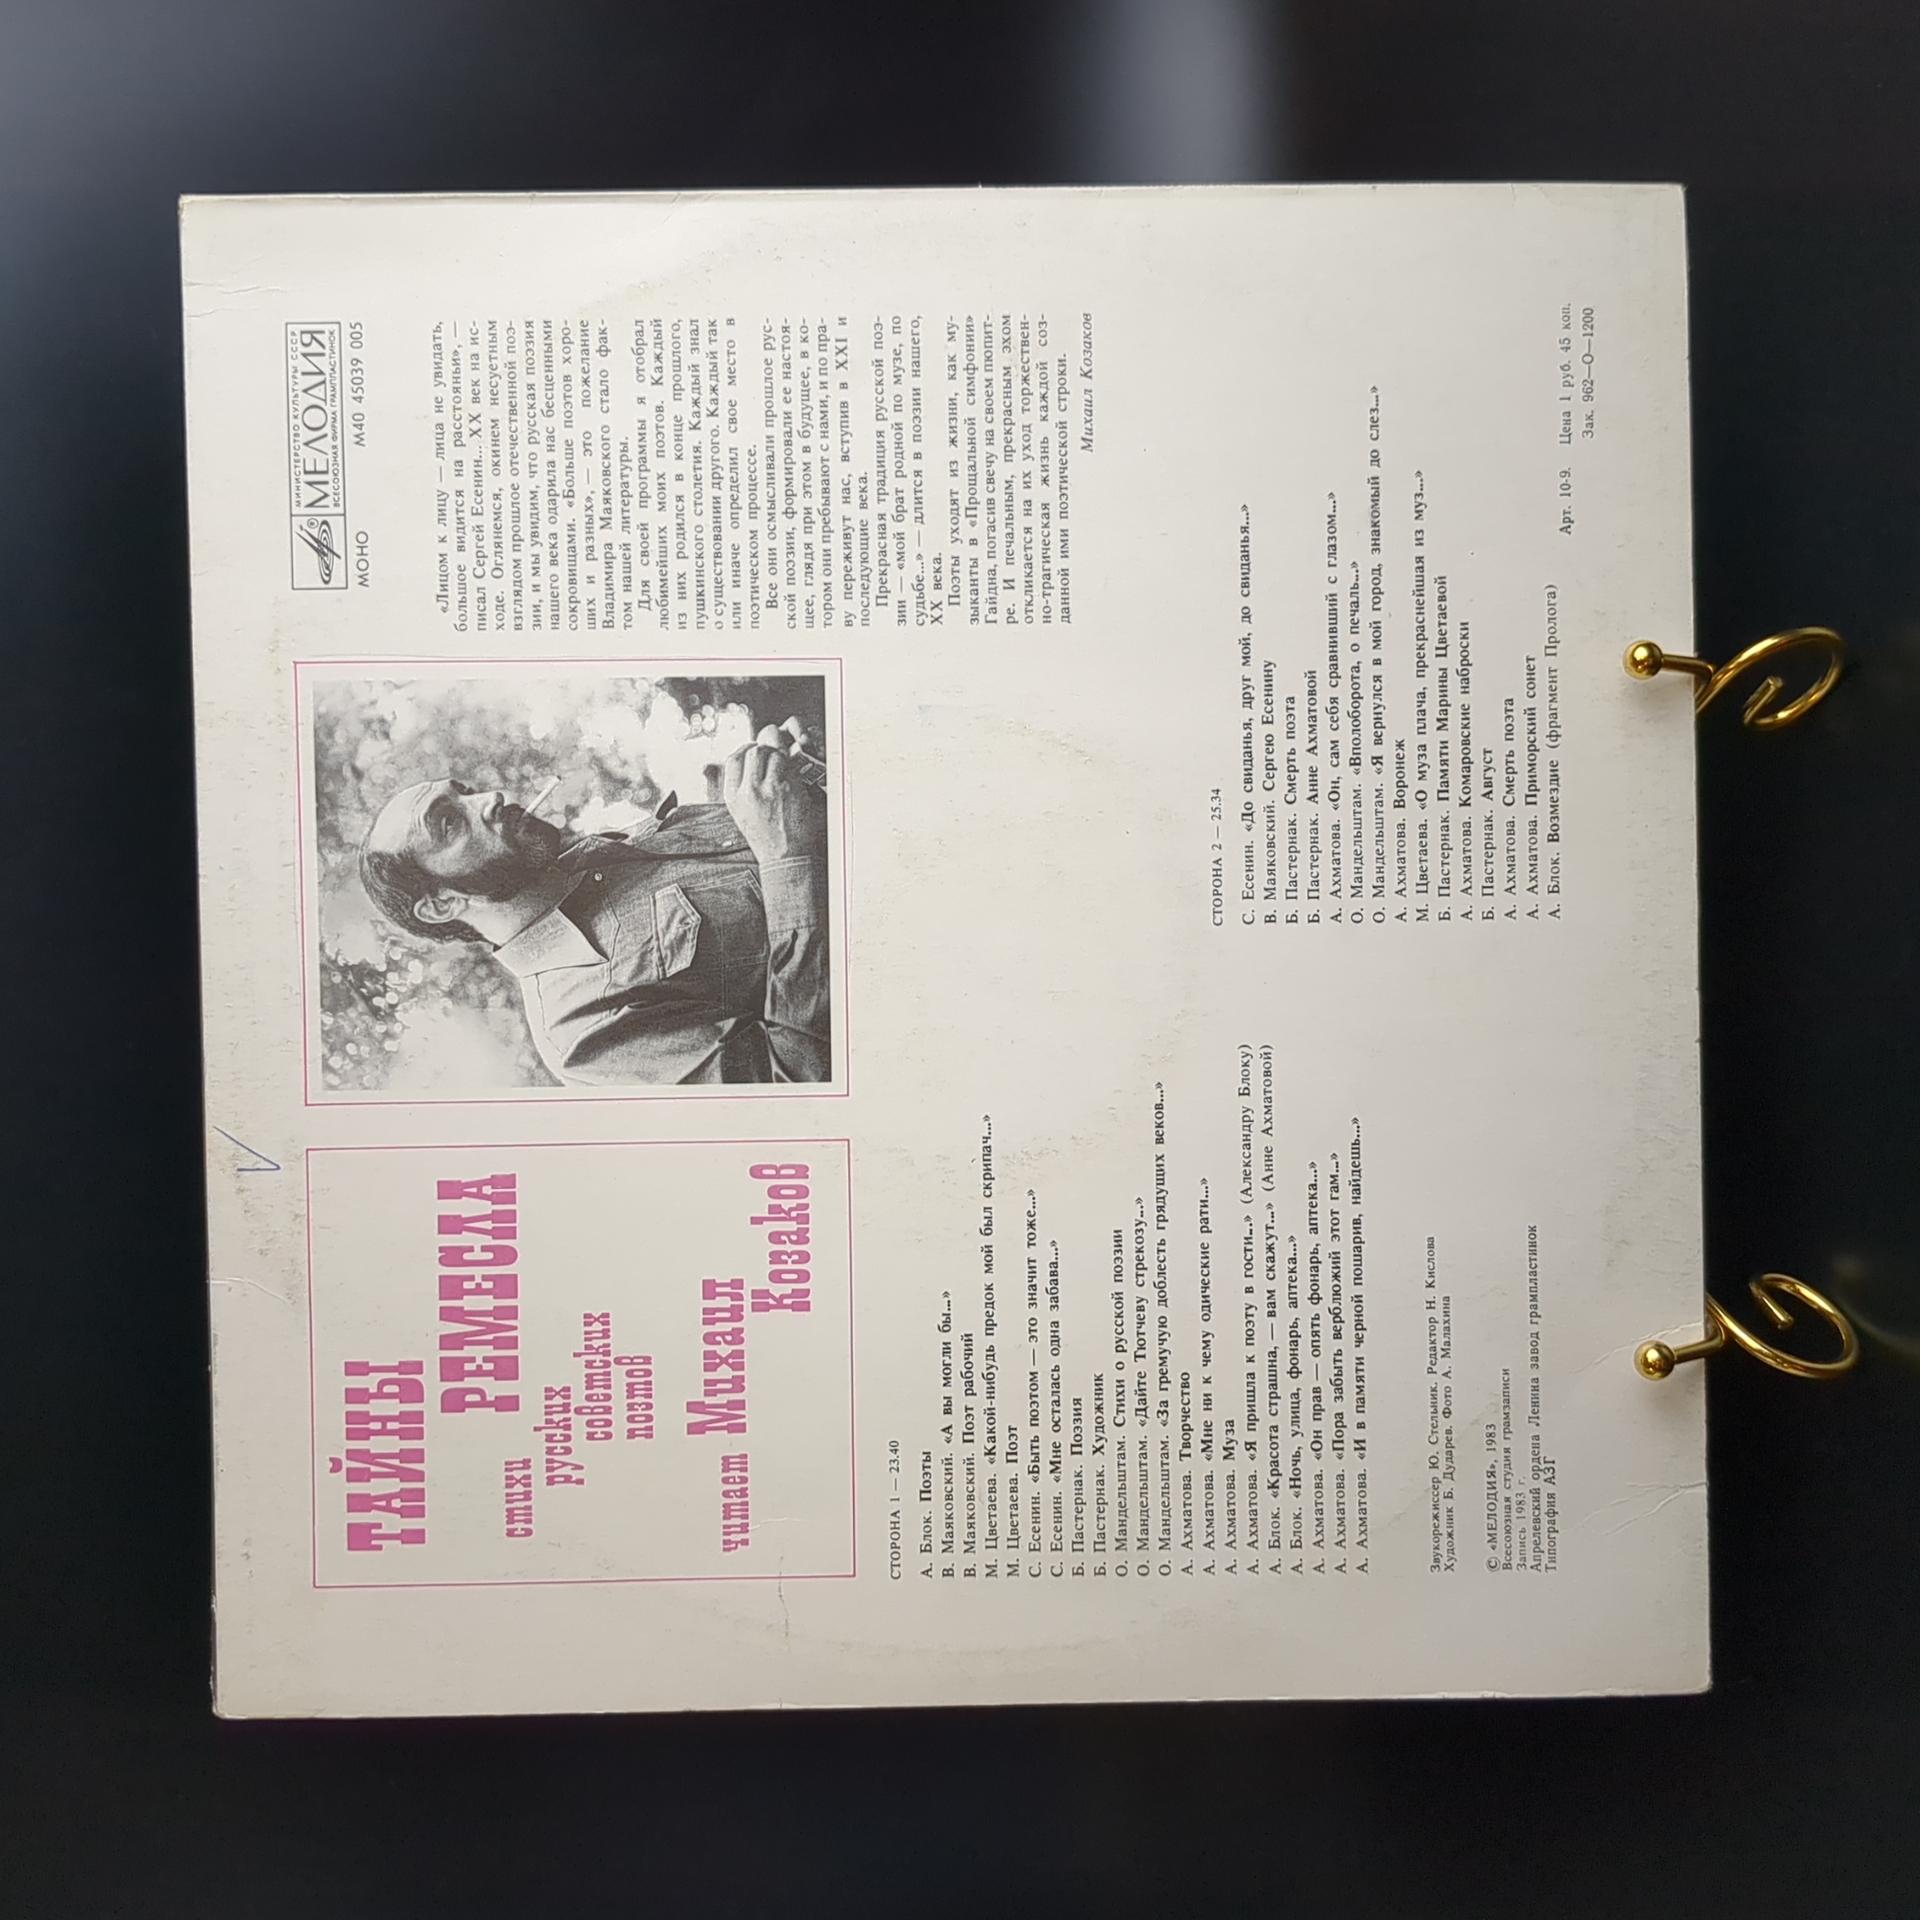 ТАЙНЫ
РЕМЕСЛА
стихи
русских
советских
поэтов
читает Михаил
Козаков
МИНИСТЕРСТВО КУЛЬТУРЫ СССР
МЕЛОДИЯ
ВСЕСОЮЗНАЯ ФИРМА ГРАМПЛАСТИНОК
МОНО М40 45039 005
«Лицом к лицу — лица не увидать,
большое видится на расстояньи», —
писал Сергей Есенин... XX век на ис-
ходе. Оглянемся, окинем несуетным
взглядом прошлое отечественной поэ-
зии, и мы увидим, что русская поэзия
нашего века одарила нас бесценными
сокровищами. «Больше поэтов хоро-
ших и разных», — это пожелание
Владимира Маяковского стало фак-
том нашей литературы.
Для своей программы я отобрал
любимейших моих поэтов. Каждый
из них родился в конце прошлого,
пушкинского столетия. Каждый знал
о существовании другого. Каждый так
или иначе определил свое место в
поэтическом процессе.
Все они осмысливали прошлое рус-
ской поэзии, формировали ее настоя-
щее, глядя при этом в будущее, в ко-
тором они пребывают с нами, и по пра-
ву переживут нас, вступив в XXI и
последующие века.
Прекрасная традиция русской поэ-
зии — «мой брат родной по музе, по
судьбе...» — длится в поэзии нашего,
XX века.
Поэты уходят из жизни, как му-
зыканты в «Прощальной симфонии»
Гайдна, погасив свечу на своем пюпит-
ре. И печальным, прекрасным эхом
откликается на их уход торжествен-
но-трагическая жизнь каждой соз-
данной ими поэтической строки.
Михаил Козаков
СТОРОНА 1 — 23.40
А. Блок. Поэты
В. Маяковский. «А вы могли бы...»
В. Маяковский. Поэт рабочий
М. Цветаева. «Какой-нибудь предок мой был скрипач...»
М. Цветаева. Поэт
С. Есенин. «Быть поэтом — это значит тоже...»
С. Есенин. «Мне осталась одна забава...»
Б. Пастернак. Поэзия
Б. Пастернак. Художник
О. Мандельштам. Стихи о русской поэзии
О. Мандельштам. «Дайте Тютчеву стрекозу...»
О. Мандельштам. «За гремучую доблесть грядущих веков...»
А. Ахматова. Творчество
А. Ахматова. «Мне ни к чему одические рати...»
А. Ахматова. Муза
А. Ахматова. «Я пришла к поэту в гости...» (Александру Блоку)
А. Блок. «Красота страшна, — вам скажут...» (Анне Ахматовой)
А. Блок. «Ночь, улица, фонарь, аптека...»
А. Ахматова. «Он прав — опять фонарь, аптека...»
А. Ахматова. «Пора забыть верблюжий этот гам...»
А. Ахматова. «И в памяти черной пошарив, найдешь...»
СТОРОНА 2 — 25.34
С. Есенин. «До свиданья, друг мой, до свиданья...»
В. Маяковский. Сергею Есенину
Б. Пастернак. Смерть поэта
Б. Пастернак. Анне Ахматовой
А. Ахматова. «Он, сам себя сравнивший с глазом...»
О. Мандельштам. «Вполоборота, о печаль...»
О. Мандельштам. «Я вернулся в мой город, знакомый до слез...»
А. Ахматова. Воронеж
М. Цветаева. «О муза плача, прекраснейшая из муз...»
Б. Пастернак. Памяти Марины Цветаевой
А. Ахматова. Комаровские наброски
Б. Пастернак. Август
А. Ахматова. Смерть поэта
А. Ахматова. Приморский сонет
А. Блок. Возмездие (фрагмент Пролога)
Звукорежиссер Ю. Стельник. Редактор Н. Кислова
Художник Б. Дударев. Фото А. Малахина
© «МЕЛОДИЯ», 1983
Всесоюзная студия грамзаписи
Запись 1983 г.
Апрелевский ордена Ленина завод грампластинок
Типография АЗГ
Арт. 10-9. Цена 1 руб. 45 коп.
Зак. 962—О—1200